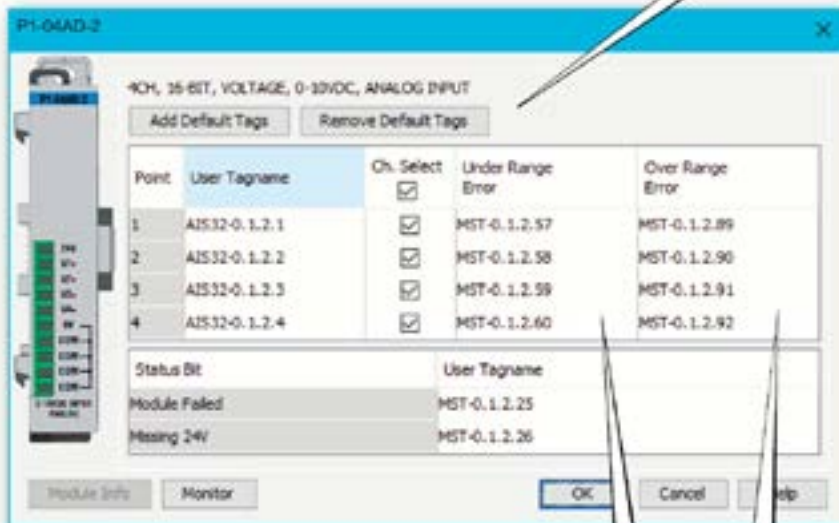 P1-04AD-2
4CH, 16-BIT, VOLTAGE, 0-10VDC, ANALOG INPUT
Add Default Tags Remove Default Tags
Point User Tagname Ch. Select Under Range Error Over Range Error
1 AIS32-0.1.2.1 MST-0.1.2.57 MST-0.1.2.89
2 AIS32-0.1.2.2 MST-0.1.2.58 MST-0.1.2.90
3 AIS32-0.1.2.3 MST-0.1.2.59 MST-0.1.2.91
4 AIS32-0.1.2.4 MST-0.1.2.60 MST-0.1.2.92
Status Bit User Tagname
Module Failed MST-0.1.2.25
Missing 24V MST-0.1.2.26
Module Info Monitor OK Cancel Help